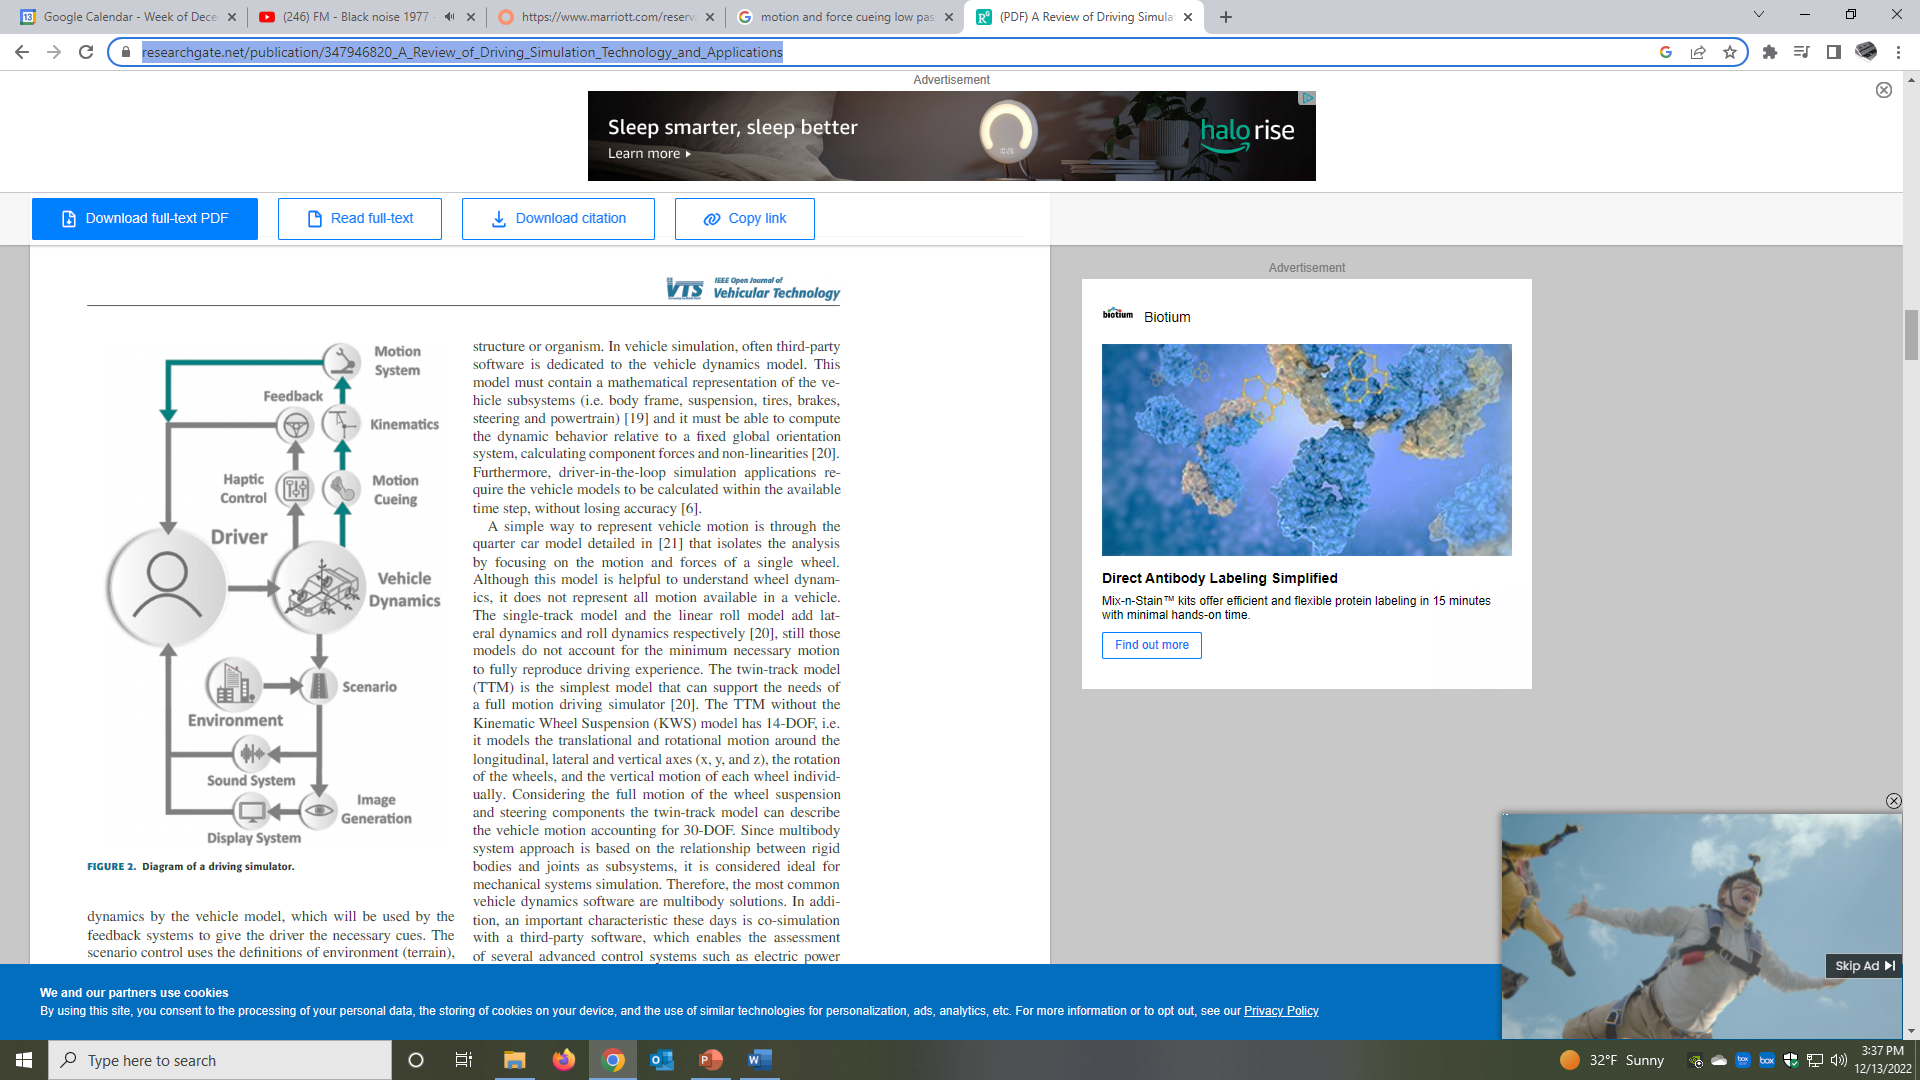 Google Calendar - Week of Dece
(246) FM - Black noise 1977
https://www.marriott.com/reserva
motion and force cueing low pas
(PDF) A Review of Driving Simula
researchgate.net/publication/347946820_A_Review_of_Driving_Simulation_Technology_and_Applications
Advertisement
Sleep smarter, sleep better
Learn more
halo rise
Download full-text PDF
Read full-text
Download citation
Copy link
VTS IEEE Open Journal of
Vehicular Technology
Motion
System
Feedback
Kinematics
Haptic
Control
Motion
Cueing
Driver
Vehicle
Dynamics
Scenario
Environment
Sound System
Image
Generation
Display System
FIGURE 2. Diagram of a driving simulator.
dynamics by the vehicle model, which will be used by the
feedback systems to give the driver the necessary cues. The
scenario control uses the definitions of environment (terrain),
structure or organism. In vehicle simulation, often third-party
software is dedicated to the vehicle dynamics model. This
model must contain a mathematical representation of the ve-
hicle subsystems (i.e. body frame, suspension, tires, brakes,
steering and powertrain) [19] and it must be able to compute
the dynamic behavior relative to a fixed global orientation
system, calculating component forces and non-linearities [20].
Furthermore, driver-in-the-loop simulation applications re-
quire the vehicle models to be calculated within the available
time step, without losing accuracy [6].
A simple way to represent vehicle motion is through the
quarter car model detailed in [21] that isolates the analysis
by focusing on the motion and forces of a single wheel.
Although this model is helpful to understand wheel dynam-
ics, it does not represent all motion available in a vehicle.
The single-track model and the linear roll model add lat-
eral dynamics and roll dynamics respectively [20], still those
models do not account for the minimum necessary motion
to fully reproduce driving experience. The twin-track model
(TTM) is the simplest model that can support the needs of
a full motion driving simulator [20]. The TTM without the
Kinematic Wheel Suspension (KWS) model has 14-DOF, i.e.
it models the translational and rotational motion around the
longitudinal, lateral and vertical axes (x, y, and z), the rotation
of the wheels, and the vertical motion of each wheel individ-
ually. Considering the full motion of the wheel suspension
and steering components the twin-track model can describe
the vehicle motion accounting for 30-DOF. Since multibody
system approach is based on the relationship between rigid
bodies and joints as subsystems, it is considered ideal for
mechanical systems simulation. Therefore, the most common
vehicle dynamics software are multibody solutions. In addi-
tion, an important characteristic these days is co-simulation
with a third-party software, which enables the assessment
of several advanced control systems such as electric power
Advertisement
biotium Biotium
Direct Antibody Labeling Simplified
Mix-n-Stain™ kits offer efficient and flexible protein labeling in 15 minutes
with minimal hands-on time.
Find out more
Skip Ad
We and our partners use cookies
By using this site, you consent to the processing of your personal data, the storing of cookies on your device, and the use of similar technologies for personalization, ads, analytics, etc. For more information or to opt out, see our Privacy Policy
Type here to search
32°F Sunny
3:37 PM
12/13/2022